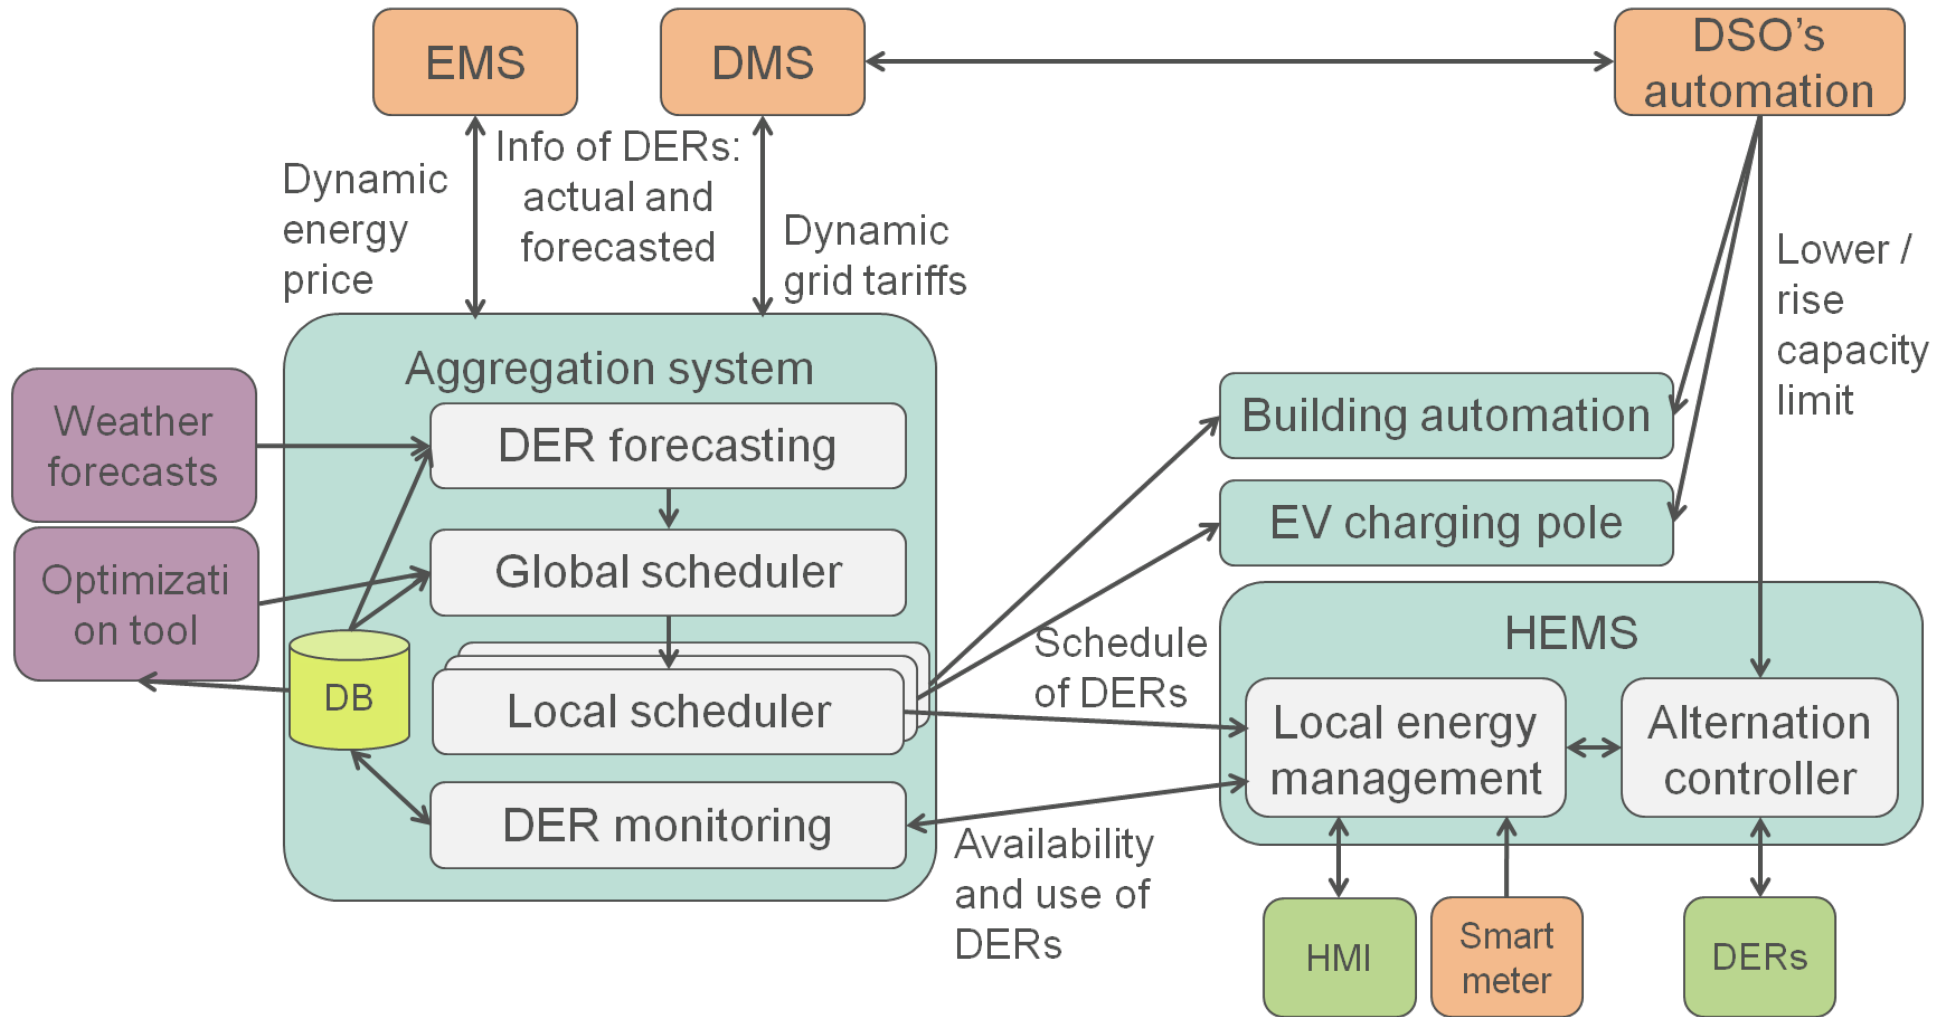 EMS
DMS
DSO’s
automation
Dynamic
energy
price
Info of DERs:
actual and
forecasted
Dynamic
grid tariffs
Lower /
rise
capacity
limit
Aggregation system
Weather
forecasts
DER forecasting
Building automation
Optimizati
on tool
Global scheduler
EV charging pole
DB
Local scheduler
Schedule
of DERs
HEMS
Local energy
management
Alternation
controller
DER monitoring
Availability
and use of
DERs
HMI
Smart
meter
DERs